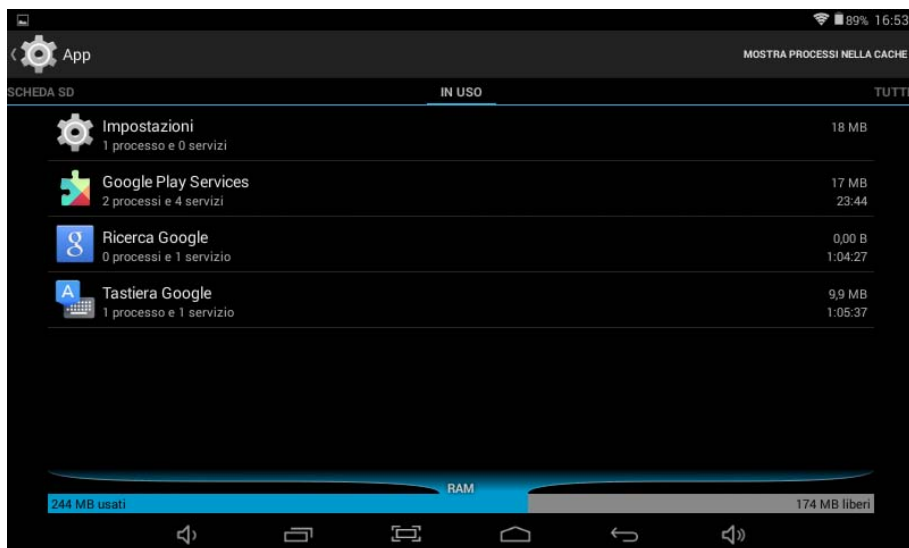 89% 16:53
App
MOSTRA PROCESSI NELLA CACHE
SCHEDA SD
IN USO
TUTTI
Impostazioni
18 MB
1 processo e 0 servizi
Google Play Services
17 MB
2 processi e 4 servizi
23:44
g
Ricerca Google
0,00 B
0 processi e 1 servizio
1:04:27
A
Tastiera Google
9,9 MB
1 processo e 1 servizio
1:05:37
RAM
244 MB usati
174 MB liberi